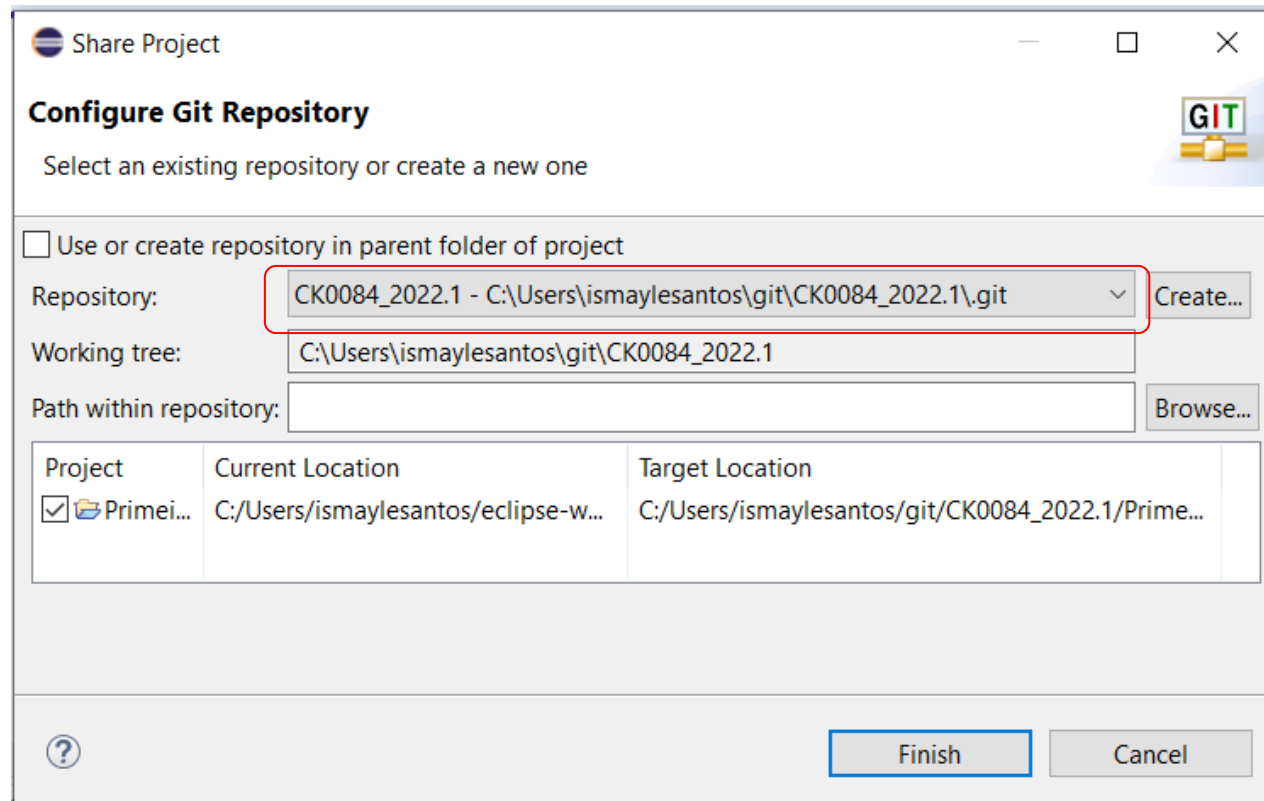 Share Project
Configure Git Repository
GIT
Select an existing repository or create a new one
Use or create repository in parent folder of project
Repository: CK0084_2022.1 - C:\Users\ismaylesantos\git\CK0084_2022.1\.git Create...
Working tree: C:\Users\ismaylesantos\git\CK0084_2022.1
Path within repository: Browse...
Project Current Location Target Location
Primei... C:/Users/ismaylesantos/eclipse-w... C:/Users/ismaylesantos/git/CK0084_2022.1/Prime...
? Finish Cancel